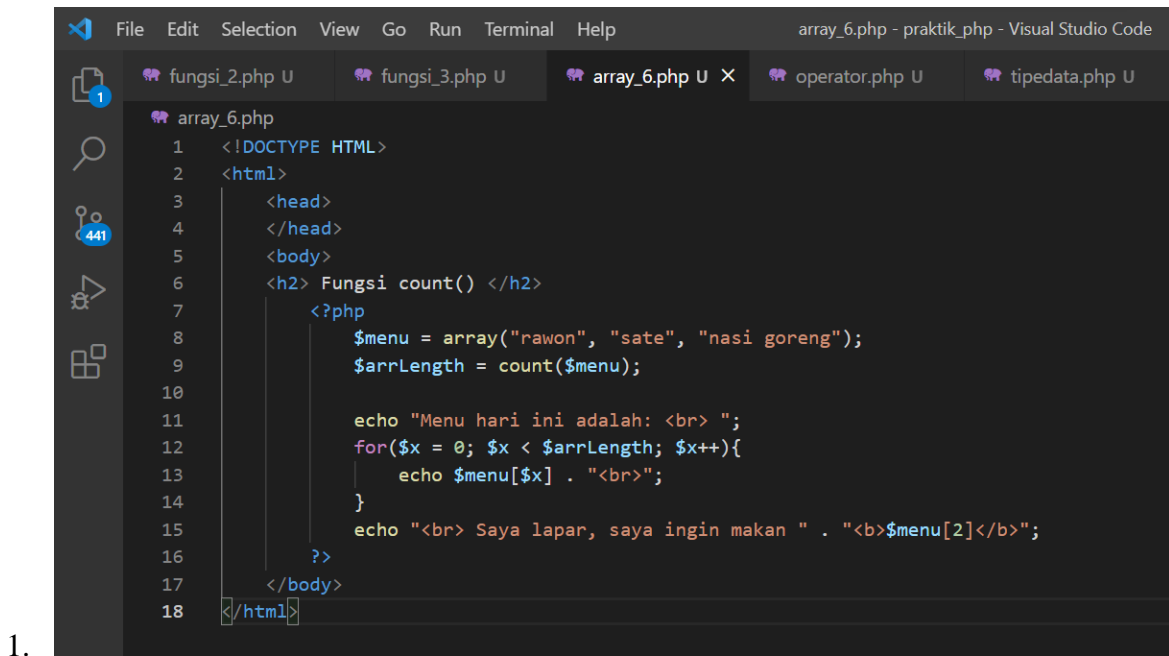 File Edit Selection View Go Run Terminal Help array_6.php - praktik_php - Visual Studio Code
fungsi_2.php U fungsi_3.php U array_6.php U operator.php U tipedata.php U
1
array_6.php
441
1 <!DOCTYPE HTML>
2 <html>
3 <head>
4 </head>
5 <body>
6 <h2> Fungsi count() </h2>
7 <?php
8 $menu = array("rawon", "sate", "nasi goreng");
9 $arrLength = count($menu);
10
11 echo "Menu hari ini adalah: <br> ";
12 for($x = 0; $x < $arrLength; $x++){
13 echo $menu[$x] . "<br>";
14 }
15 echo "<br> Saya lapar, saya ingin makan " . "<b>$menu[2]</b>";
16 ?>
17 </body>
18 </html>
1.